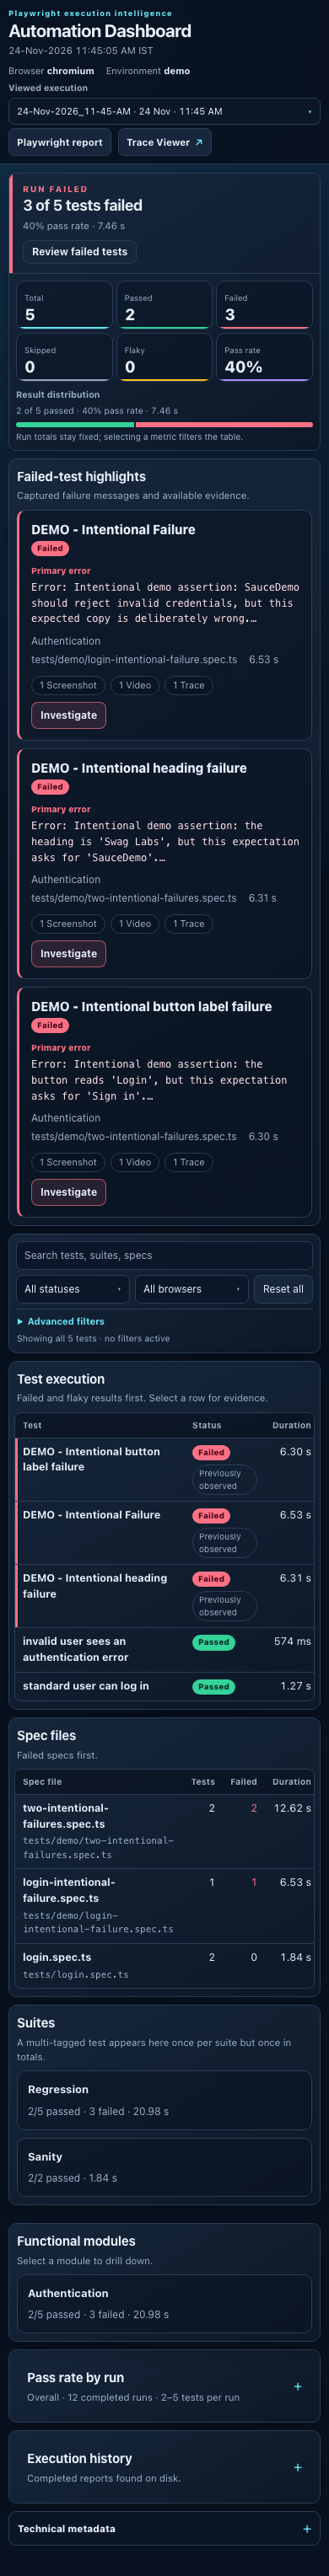 Playwright execution intelligence
Automation Dashboard
24-Nov-2026 11:45:05 AM IST
Browser chromium Environment demo
Viewed execution
24-Nov-2026_11-45-AM · 24 Nov · 11:45 AM
Playwright report Trace Viewer ↗
RUN FAILED
3 of 5 tests failed
40% pass rate · 7.46 s
Review failed tests
Total Passed Failed
5 2 3
Skipped Flaky Pass rate
0 0 40%
Result distribution
2 of 5 passed · 40% pass rate · 7.46 s
Run totals stay fixed; selecting a metric filters the table.
Failed-test highlights
Captured failure messages and available evidence.
DEMO - Intentional Failure
Failed
Primary error
Error: Intentional demo assertion: SauceDemo
should reject invalid credentials, but this
expected copy is deliberately wrong.…
Authentication
tests/demo/login-intentional-failure.spec.ts 6.53 s
1 Screenshot 1 Video 1 Trace
Investigate
DEMO - Intentional heading failure
Failed
Primary error
Error: Intentional demo assertion: the
heading is 'Swag Labs', but this expectation
asks for 'SauceDemo'.…
Authentication
tests/demo/two-intentional-failures.spec.ts 6.31 s
1 Screenshot 1 Video 1 Trace
Investigate
DEMO - Intentional button label failure
Failed
Primary error
Error: Intentional demo assertion: the
button reads 'Login', but this expectation
asks for 'Sign in'.…
Authentication
tests/demo/two-intentional-failures.spec.ts 6.30 s
1 Screenshot 1 Video 1 Trace
Investigate
Search tests, suites, specs
All statuses All browsers Reset all
Advanced filters
Showing all 5 tests · no filters active
Test execution
Failed and flaky results first. Select a row for evidence.
Test Status Duration
DEMO - Intentional button Failed 6.30 s
label failure Previously
observed
DEMO - Intentional Failure Failed 6.53 s
Previously
observed
DEMO - Intentional heading Failed 6.31 s
failure Previously
observed
invalid user sees an Passed 574 ms
authentication error
standard user can log in Passed 1.27 s
Spec files
Failed specs first.
Spec file Tests Failed Duration
two-intentional- 2 2 12.62 s
failures.spec.ts
tests/demo/two-intentional-
failures.spec.ts
login-intentional- 1 1 6.53 s
failure.spec.ts
tests/demo/login-
intentional-failure.spec.ts
login.spec.ts 2 0 1.84 s
tests/login.spec.ts
Suites
A multi-tagged test appears here once per suite but once in
totals.
Regression
2/5 passed · 3 failed · 20.98 s
Sanity
2/2 passed · 1.84 s
Functional modules
Select a module to drill down.
Authentication
2/5 passed · 3 failed · 20.98 s
Pass rate by run
Overall · 12 completed runs · 2–5 tests per run +
Execution history
Completed reports found on disk. +
Technical metadata +